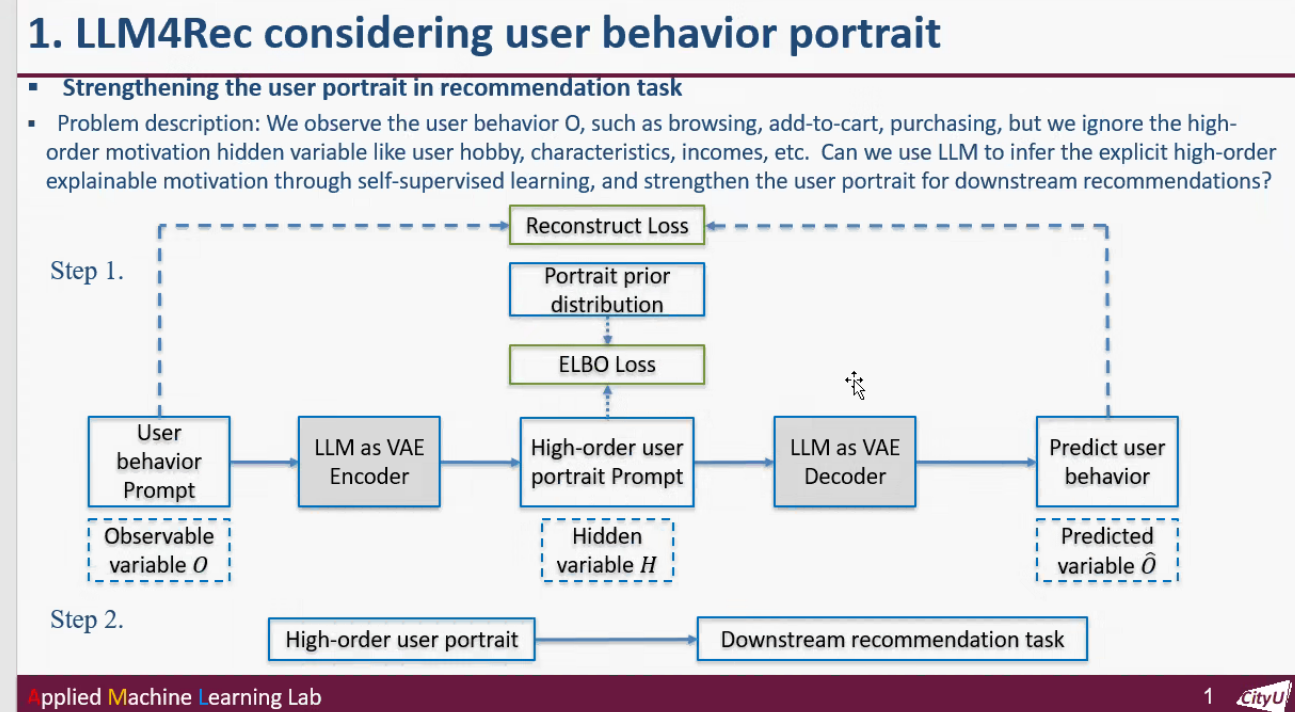 1. LLM4Rec considering user behavior portrait
▪ Strengthening the user portrait in recommendation task
▪ Problem description: We observe the user behavior O, such as browsing, add-to-cart, purchasing, but we ignore the high-
order motivation hidden variable like user hobby, characteristics, incomes, etc. Can we use LLM to infer the explicit high-order
explainable motivation through self-supervised learning, and strengthen the user portrait for downstream recommendations?
Reconstruct Loss
Step 1.
Portrait prior
distribution
ELBO Loss
User
behavior
Prompt
LLM as VAE
Encoder
High-order user
portrait Prompt
LLM as VAE
Decoder
Predict user
behavior
Observable
variable O
Hidden
variable H
Predicted
variable Ô
Step 2.
High-order user portrait
Downstream recommendation task
Applied Machine Learning Lab
1
CityU